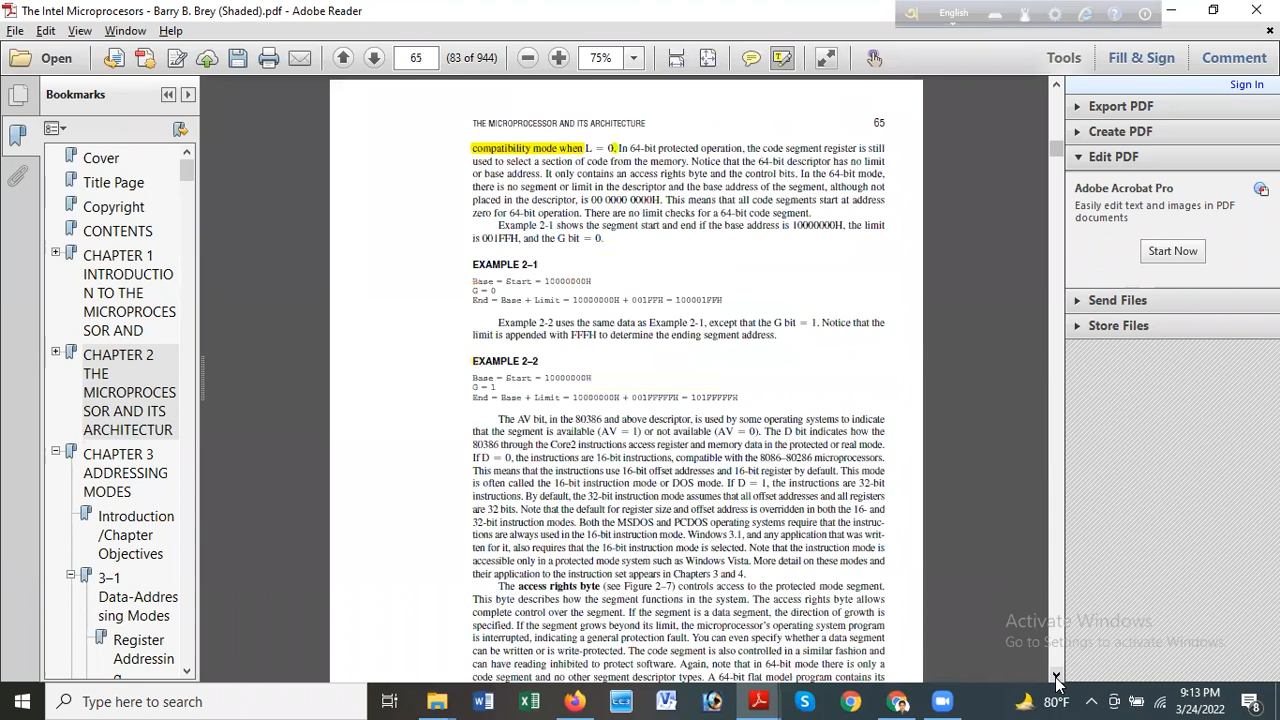 The Intel Microprocesors - Barry B. Brey (Shaded).pdf - Adobe Reader
English
File Edit View Window Help
Open
65
(83 of 944)
75%
Tools
Fill & Sign
Comment
Sign In
Bookmarks
Cover
Title Page
Copyright
CONTENTS
CHAPTER 1
INTRODUCTIO
N TO THE
MICROPROCES
SOR AND
CHAPTER 2
THE
MICROPROCES
SOR AND ITS
ARCHITECTUR
CHAPTER 3
ADDRESSING
MODES
Introduction
/Chapter
Objectives
3–1
Data-Addres
sing Modes
Register
Addressin
THE MICROPROCESSOR AND ITS ARCHITECTURE 65
compatibility mode when L = 0. In 64-bit protected operation, the code segment register is still
used to select a section of code from the memory. Notice that the 64-bit descriptor has no limit
or base address. It only contains an access rights byte and the control bits. In the 64-bit mode,
there is no segment or limit in the descriptor and the base address of the segment, although not
placed in the descriptor, is 00 0000 0000H. This means that all code segments start at address
zero for 64-bit operation. There are no limit checks for a 64-bit code segment.
Example 2-1 shows the segment start and end if the base address is 10000000H, the limit
is 001FFH, and the G bit = 0.
EXAMPLE 2–1
Base = Start = 10000000H
G = 0
End = Base + Limit = 10000000H + 001FFH = 100001FFH
Example 2-2 uses the same data as Example 2-1, except that the G bit = 1. Notice that the
limit is appended with FFFH to determine the ending segment address.
EXAMPLE 2–2
Base = Start = 10000000H
G = 1
End = Base + Limit = 10000000H + 001FFFFFH = 101FFFFFH
The AV bit, in the 80386 and above descriptor, is used by some operating systems to indicate
that the segment is available (AV = 1) or not available (AV = 0). The D bit indicates how the
80386 through the Core2 instructions access register and memory data in the protected or real mode.
If D = 0, the instructions are 16-bit instructions, compatible with the 8086–80286 microprocessors.
This means that the instructions use 16-bit offset addresses and 16-bit register by default. This mode
is often called the 16-bit instruction mode or DOS mode. If D = 1, the instructions are 32-bit
instructions. By default, the 32-bit instruction mode assumes that all offset addresses and all registers
are 32 bits. Note that the default for register size and offset address is overridden in both the 16- and
32-bit instruction modes. Both the MSDOS and PCDOS operating systems require that the instruc-
tions are always used in the 16-bit instruction mode. Windows 3.1, and any application that was writ-
ten for it, also requires that the 16-bit instruction mode is selected. Note that the instruction mode is
accessible only in a protected mode system such as Windows Vista. More detail on these modes and
their application to the instruction set appears in Chapters 3 and 4.
The access rights byte (see Figure 2–7) controls access to the protected mode segment.
This byte describes how the segment functions in the system. The access rights byte allows
complete control over the segment. If the segment is a data segment, the direction of growth is
specified. If the segment grows beyond its limit, the microprocessor's operating system program
is interrupted, indicating a general protection fault. You can even specify whether a data segment
can be written or is write-protected. The code segment is also controlled in a similar fashion and
can have reading inhibited to protect software. Again, note that in 64-bit mode there is only a
code segment and no other segment descriptor types. A 64-bit flat model program contains its
Export PDF
Create PDF
Edit PDF
Adobe Acrobat Pro
Easily edit text and images in PDF
documents
Start Now
Send Files
Store Files
Activate Windows
Go to Settings to activate Windows.
Type here to search
80°F
9:13 PM
3/24/2022
8